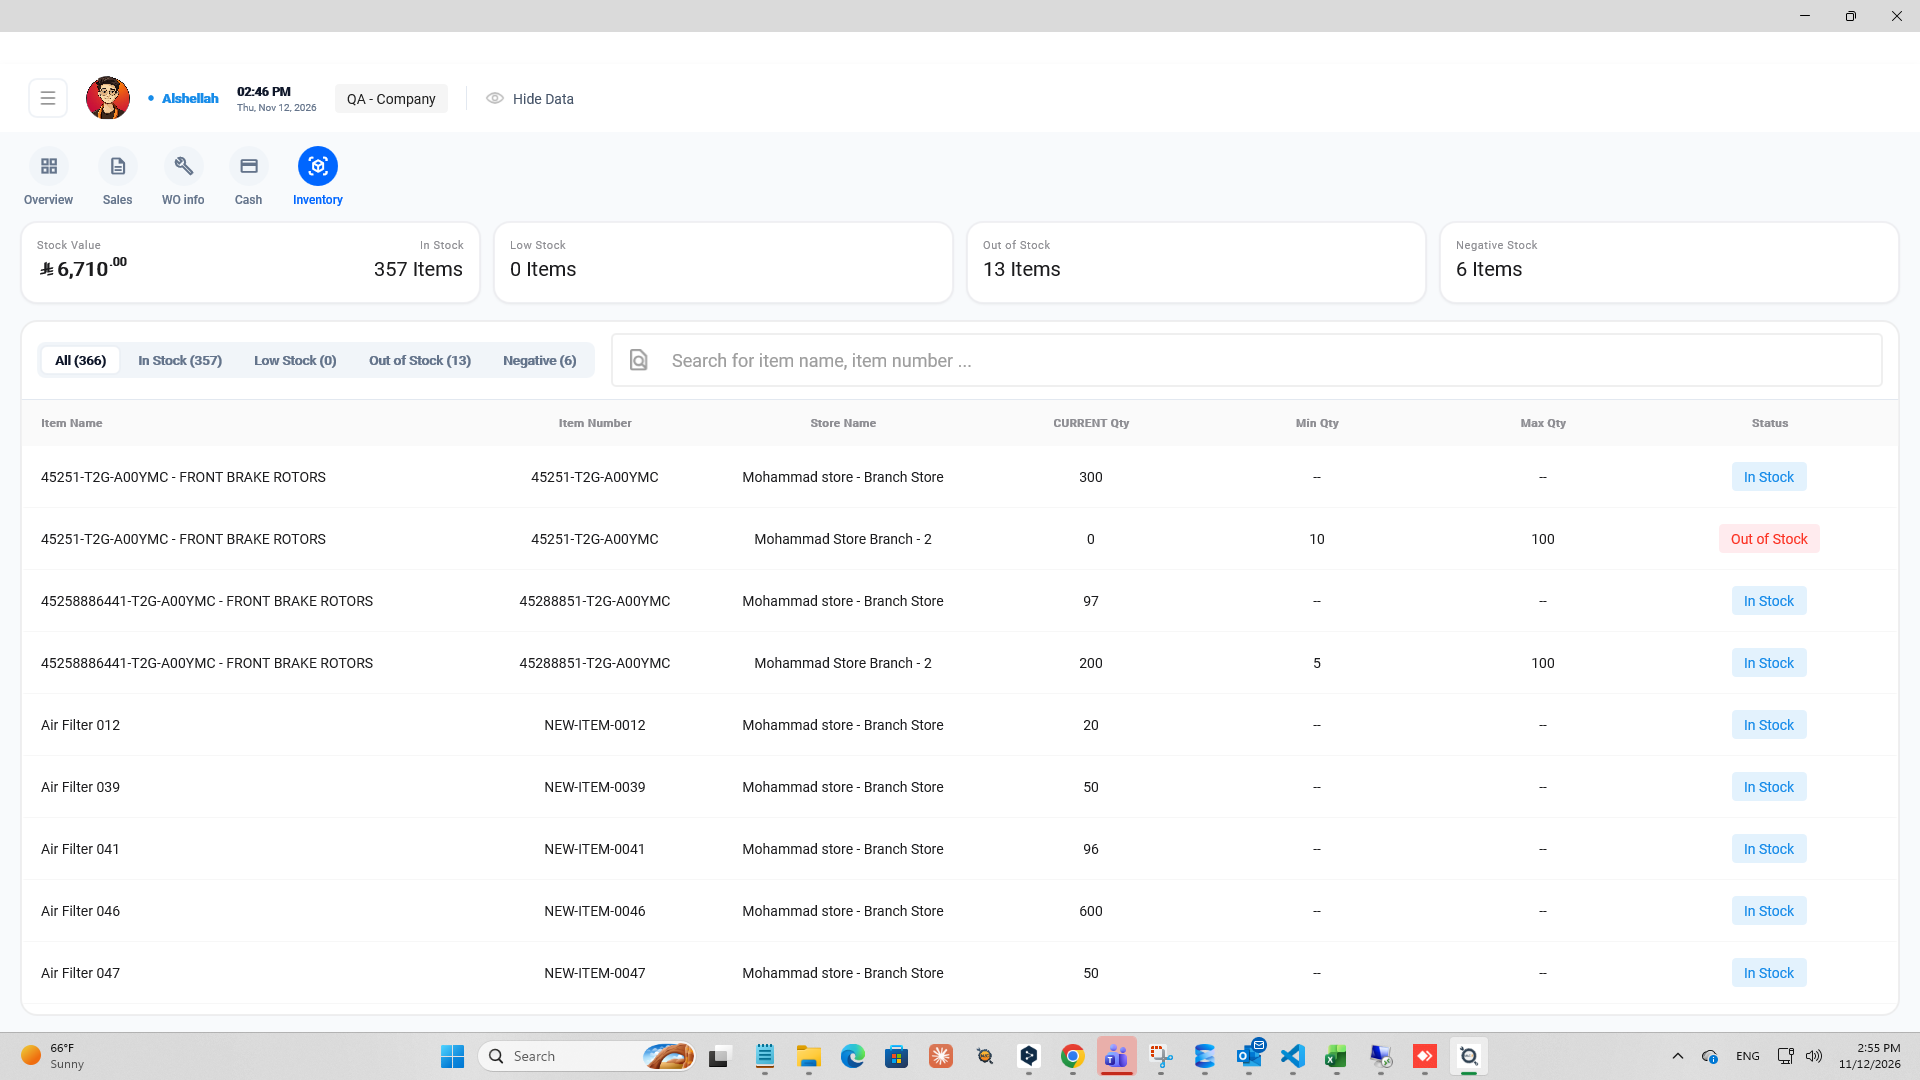 Alshellah
02:46 PM
Thu, Nov 12, 2026
QA - Company
Hide Data
Overview
Sales
WO info
Cash
Inventory
Stock Value
In Stock
6,710.00
357 Items
Low Stock
0 Items
Out of Stock
13 Items
Negative Stock
6 Items
All (366)
In Stock (357)
Low Stock (0)
Out of Stock (13)
Negative (6)
Search for item name, item number ...
Item Name Item Number Store Name CURRENT Qty Min Qty Max Qty Status
45251-T2G-A00YMC - FRONT BRAKE ROTORS 45251-T2G-A00YMC Mohammad store - Branch Store 300 -- -- In Stock
45251-T2G-A00YMC - FRONT BRAKE ROTORS 45251-T2G-A00YMC Mohammad Store Branch - 2 0 10 100 Out of Stock
45258886441-T2G-A00YMC - FRONT BRAKE ROTORS 45288851-T2G-A00YMC Mohammad store - Branch Store 97 -- -- In Stock
45258886441-T2G-A00YMC - FRONT BRAKE ROTORS 45288851-T2G-A00YMC Mohammad Store Branch - 2 200 5 100 In Stock
Air Filter 012 NEW-ITEM-0012 Mohammad store - Branch Store 20 -- -- In Stock
Air Filter 039 NEW-ITEM-0039 Mohammad store - Branch Store 50 -- -- In Stock
Air Filter 041 NEW-ITEM-0041 Mohammad store - Branch Store 96 -- -- In Stock
Air Filter 046 NEW-ITEM-0046 Mohammad store - Branch Store 600 -- -- In Stock
Air Filter 047 NEW-ITEM-0047 Mohammad store - Branch Store 50 -- -- In Stock
66°F
Sunny
Search
ENG
2:55 PM
11/12/2026